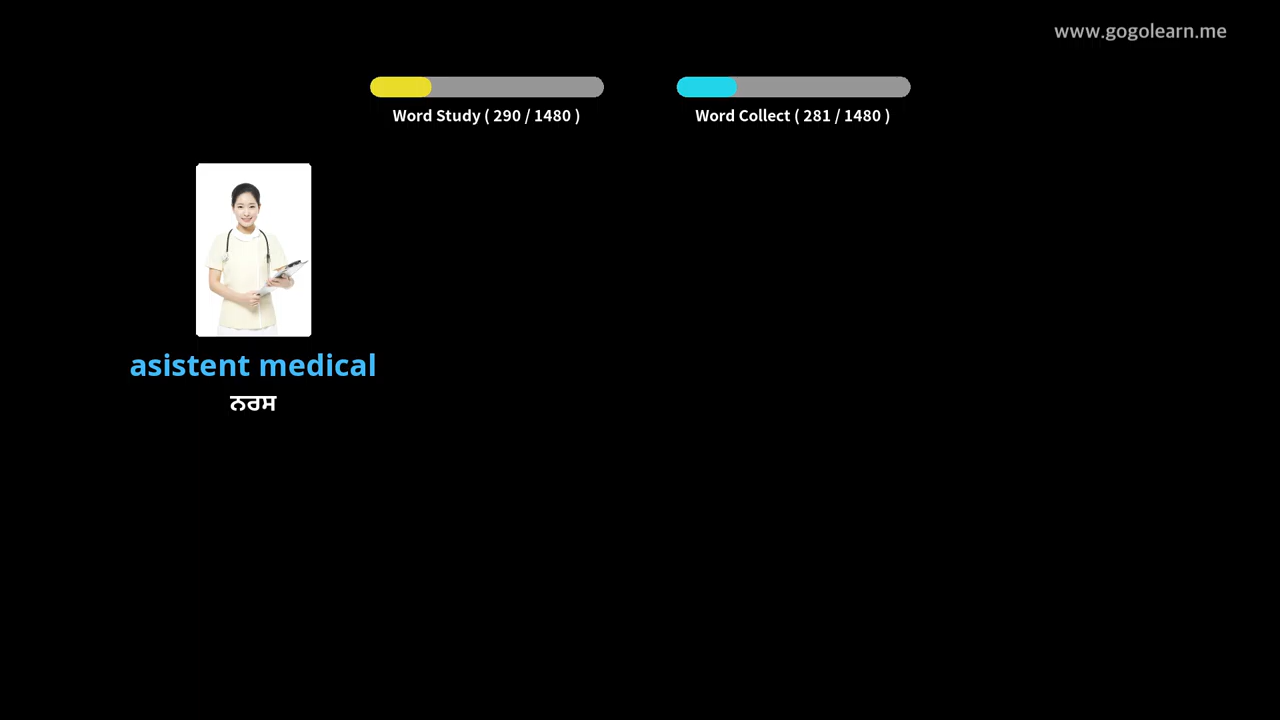 www.gogolearn.me
Word Study ( 290 / 1480 )
Word Collect ( 281 / 1480 )
asistent medical
ਨਰਸ